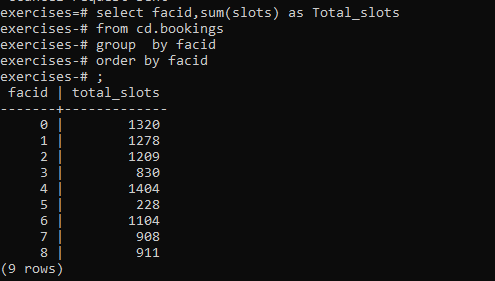 exercises=# select facid,sum(slots) as Total_slots
exercises-# from cd.bookings
exercises-# group  by facid
exercises-# order by facid
exercises-# ;
 facid | total_slots
-------+-------------
     0 |        1320
     1 |        1278
     2 |        1209
     3 |         830
     4 |        1404
     5 |         228
     6 |        1104
     7 |         908
     8 |         911
(9 rows)